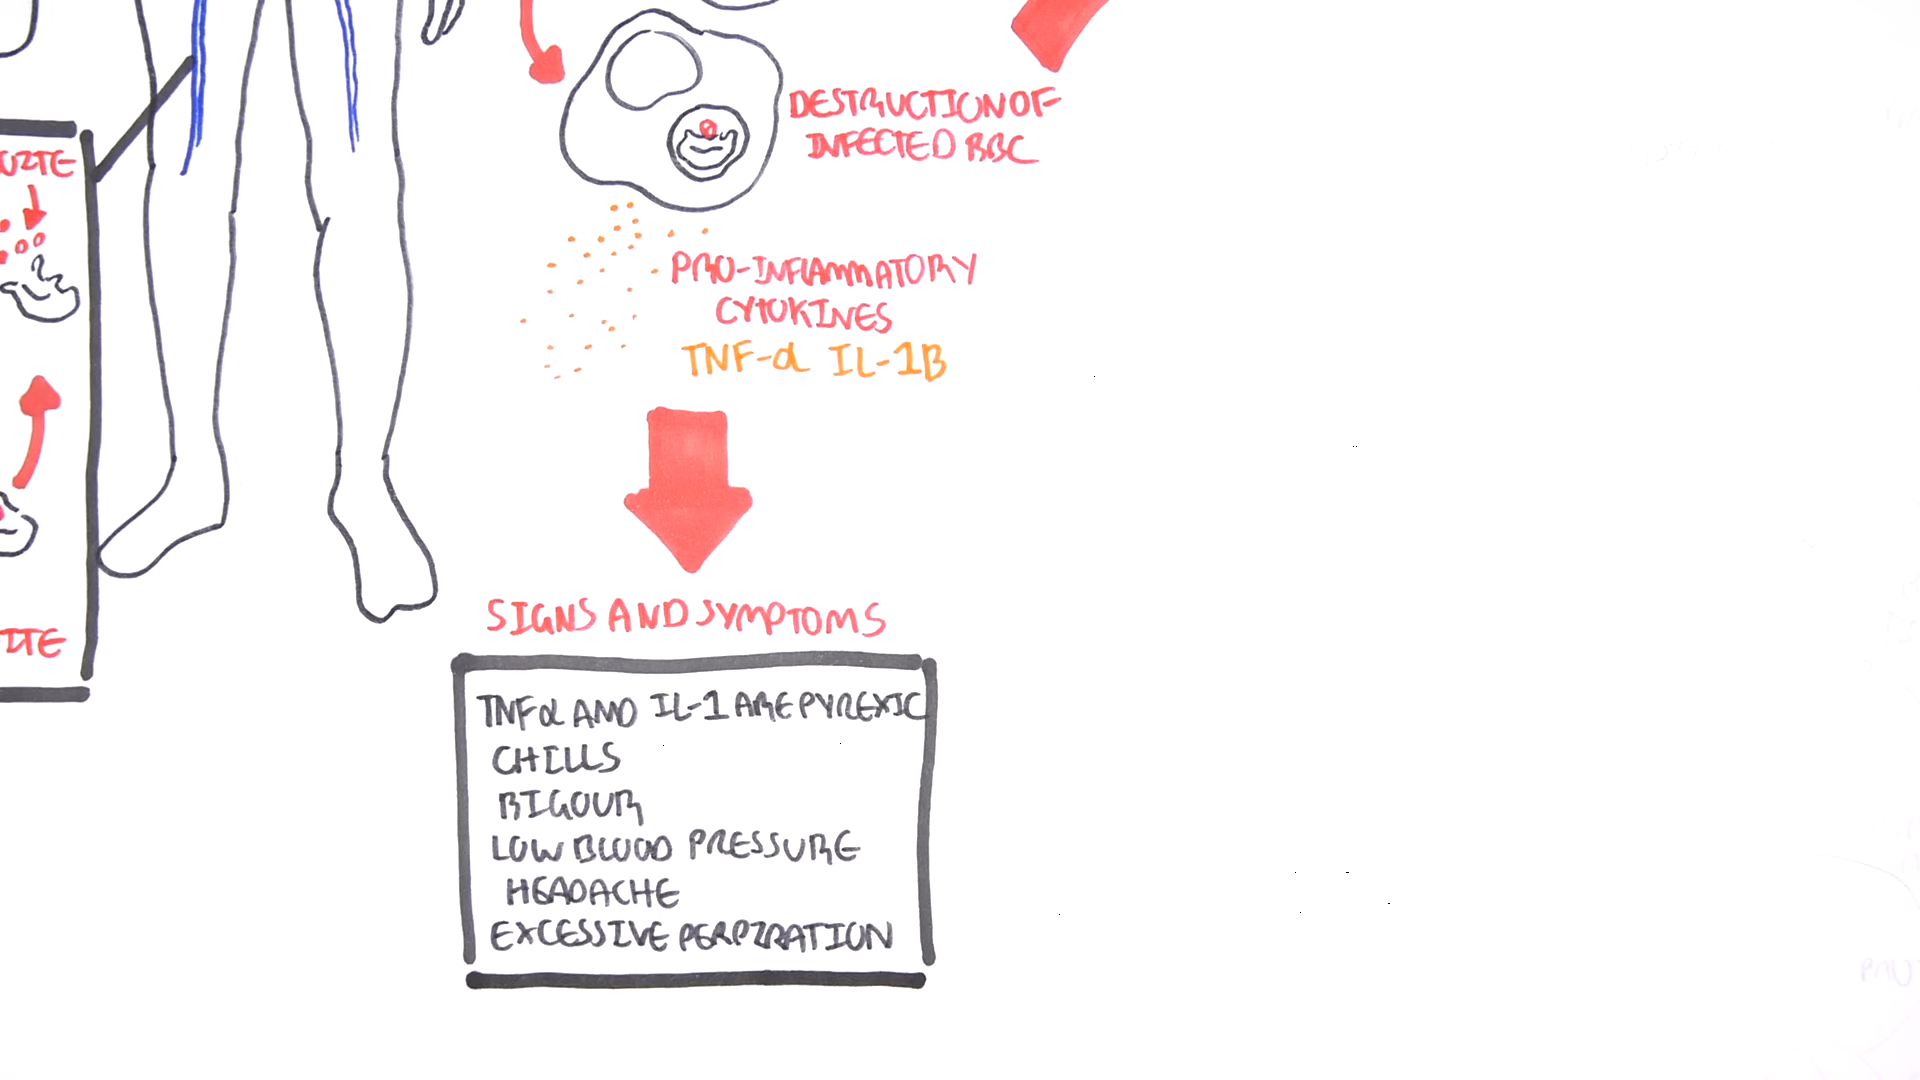 DESTRUCTION OF
INFECTED RBC
PRO-INFLAMMATORY
CYTOKINES
TNF-α IL-1B
SIGNS AND SYMPTOMS
TNFα AND IL-1 ARE PYREXIC
CHILLS
RIGOUR
LOW BLOOD PRESSURE
HEADACHE
EXCESSIVE PERPIRATION